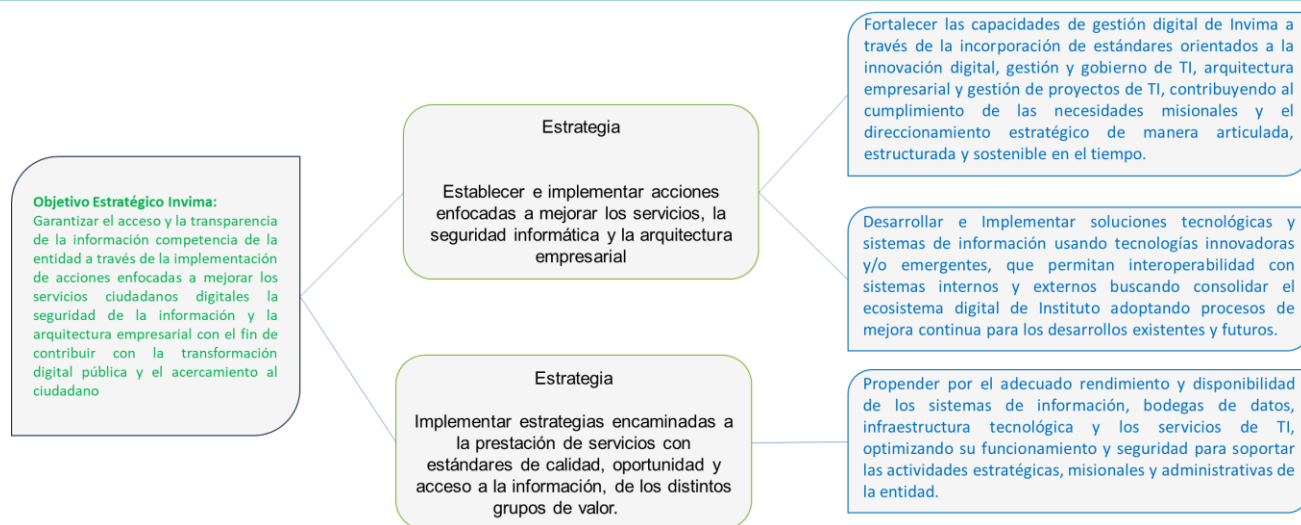 Objetivo Estratégico Invima:
Garantizar el acceso y la transparencia
de la información competencia de la
entidad a través de la implementación
de acciones enfocadas a mejorar los
servicios ciudadanos digitales la
seguridad de la información y la
arquitectura empresarial con el fin de
contribuir con la transformación
digital pública y el acercamiento al
ciudadano
Estrategia
Establecer e implementar acciones
enfocadas a mejorar los servicios, la
seguridad informática y la arquitectura
empresarial
Estrategia
Implementar estrategias encaminadas a
la prestación de servicios con
estándares de calidad, oportunidad y
acceso a la información, de los distintos
grupos de valor.
Fortalecer las capacidades de gestión digital de Invima a
través de la incorporación de estándares orientados a la
innovación digital, gestión y gobierno de TI, arquitectura
empresarial y gestión de proyectos de TI, contribuyendo al
cumplimiento de las necesidades misionales y el
direccionamiento estratégico de manera articulada,
estructurada y sostenible en el tiempo.
Desarrollar e Implementar soluciones tecnológicas y
sistemas de información usando tecnologías innovadoras
y/o emergentes, que permitan interoperabilidad con
sistemas internos y externos buscando consolidar el
ecosistema digital de Instituto adoptando procesos de
mejora continua para los desarrollos existentes y futuros.
Propender por el adecuado rendimiento y disponibilidad
de los sistemas de información, bodegas de datos,
infraestructura tecnológica y los servicios de TI,
optimizando su funcionamiento y seguridad para soportar
las actividades estratégicas, misionales y administrativas de
la entidad.